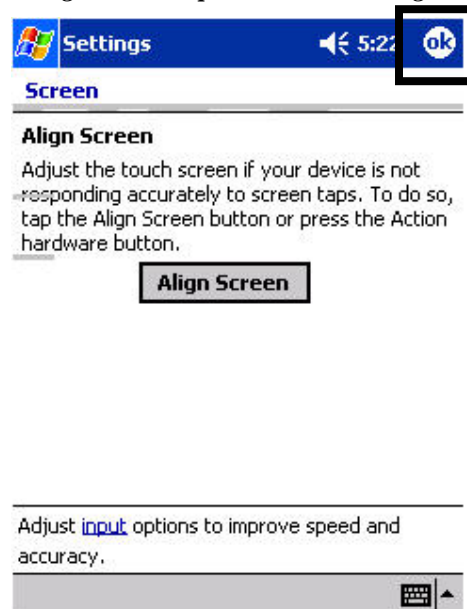 Settings 5:22 ok
Screen
Align Screen
Adjust the touch screen if your device is not
responding accurately to screen taps. To do so,
tap the Align Screen button or press the Action
hardware button.
Align Screen
Adjust input options to improve speed and
accuracy.